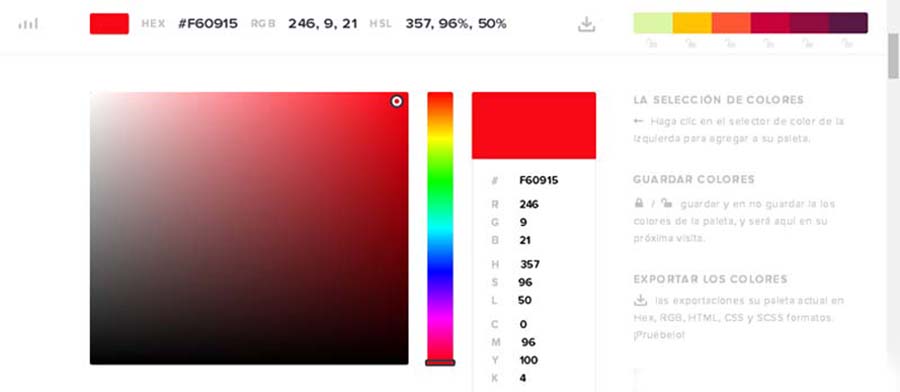 HEX #F60915 RGB 246, 9, 21 HSL 357, 96%, 50%
# F60915
R 246
G 9
B 21
H 357
S 96
L 50
C 0
M 96
Y 100
K 4
LA SELECCIÓN DE COLORES
← Haga clic en el selector de color de la
izquierda para agregar a su paleta.
GUARDAR COLORES
/ guardar y en no guardar la los
colores de la paleta, y será aquí en su
próxima visita.
EXPORTAR LOS COLORES
las exportaciones su paleta actual en
Hex, RGB, HTML, CSS y SCSS formatos.
¡Pruébelo!